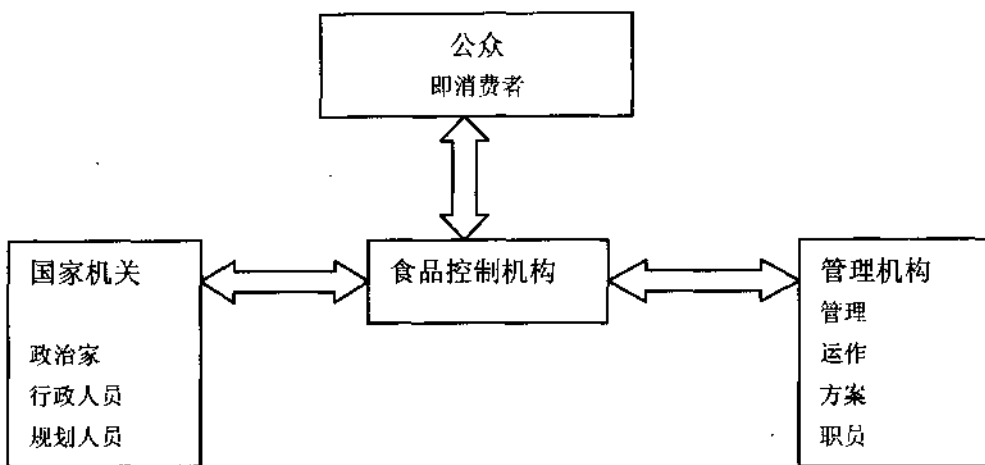 公众
即消费者
国家机关
政治家
行政人员
规划人员
食品控制机构
管理机构
管理
运作
方案
职员